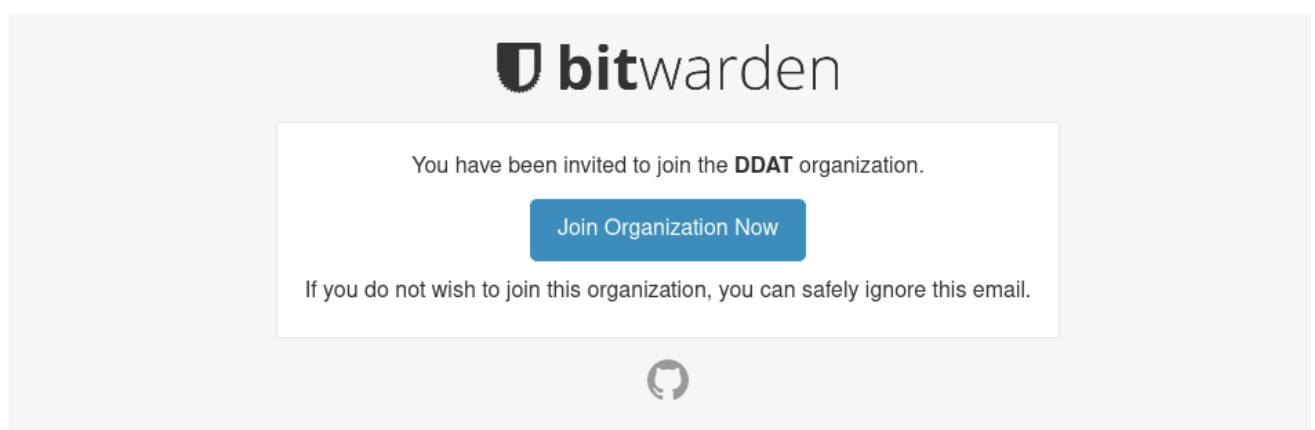 bitwarden
You have been invited to join the DDAT organization.
Join Organization Now
If you do not wish to join this organization, you can safely ignore this email.